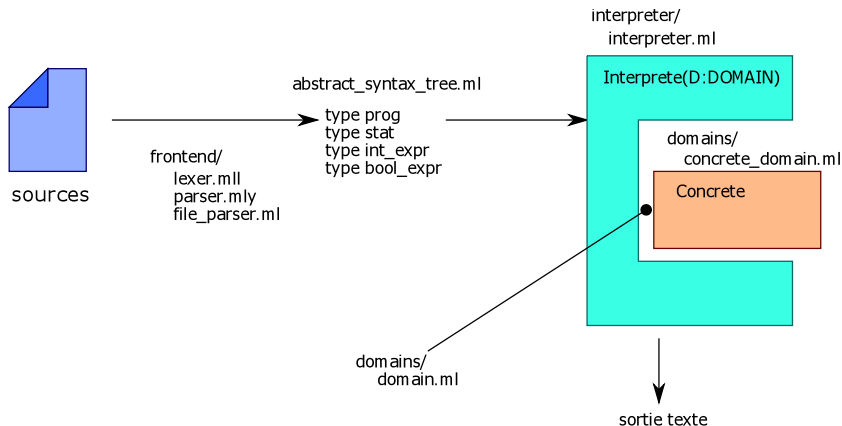 interpreter/
interpreter.ml
Interprete(D:DOMAIN)
abstract_syntax_tree.ml
type prog
type stat
type int_expr
type bool_expr
frontend/
lexer.mll
parser.mly
file_parser.ml
sources
domains/
concrete_domain.ml
Concrete
domains/
domain.ml
sortie texte